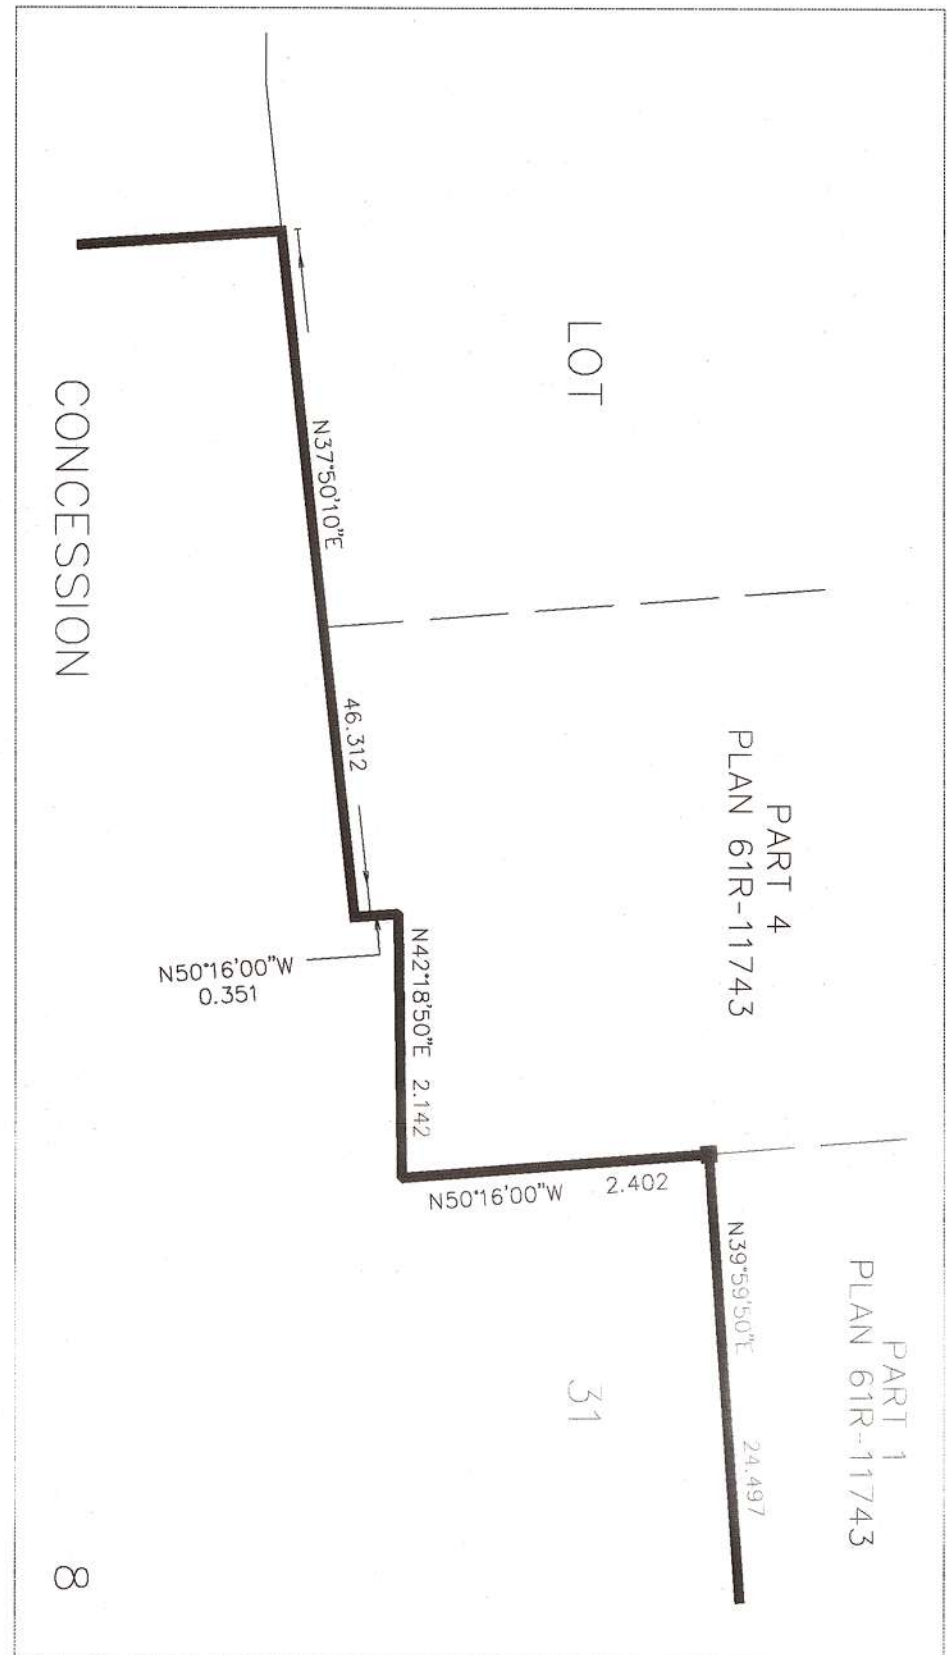 PART 1
PLAN 61R-11743
PART 4
PLAN 61R-11743
LOT
31
N37°50'10"E
46.312
N50°16'00"W
0.351
N42°18'50"E 2.142
N50°16'00"W 2.402
N39°59'50"E 24.497
CONCESSION
8